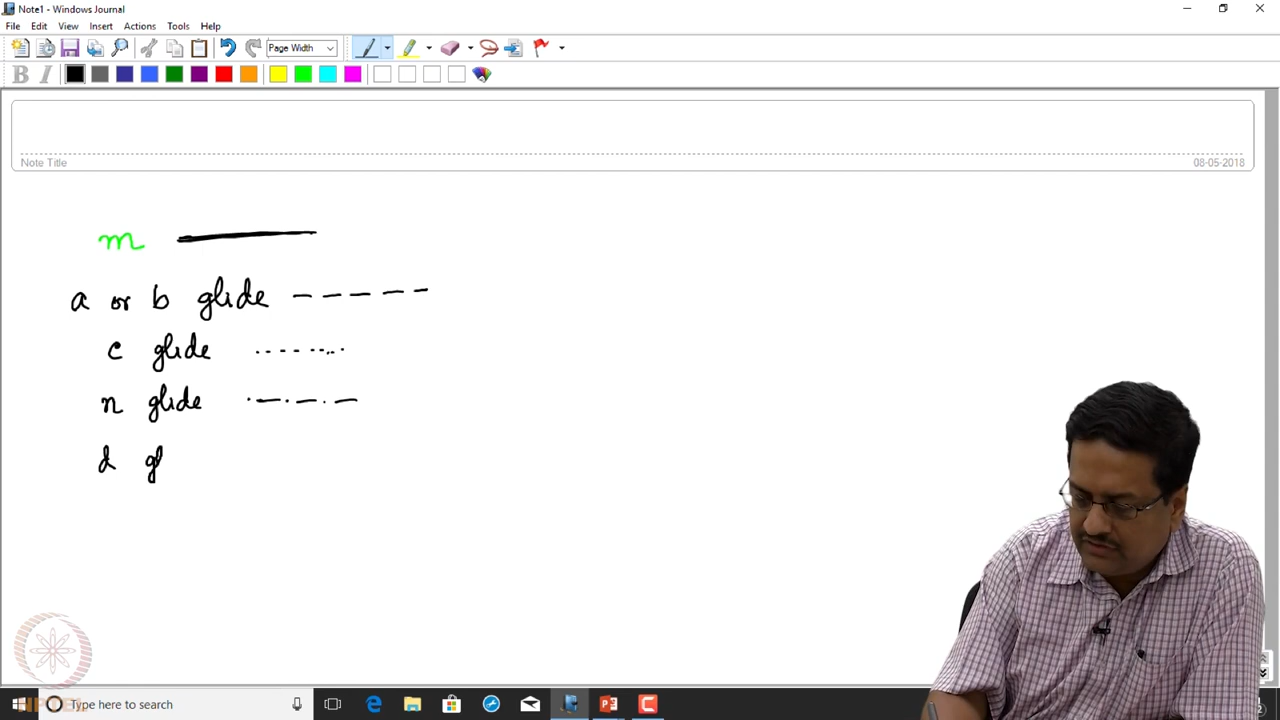 Note1 - Windows Journal
File Edit View Insert Actions Tools Help
Page Width
B I
Note Title
08-05-2018
m
a or b glide
c glide
n glide
d gl
Type here to search